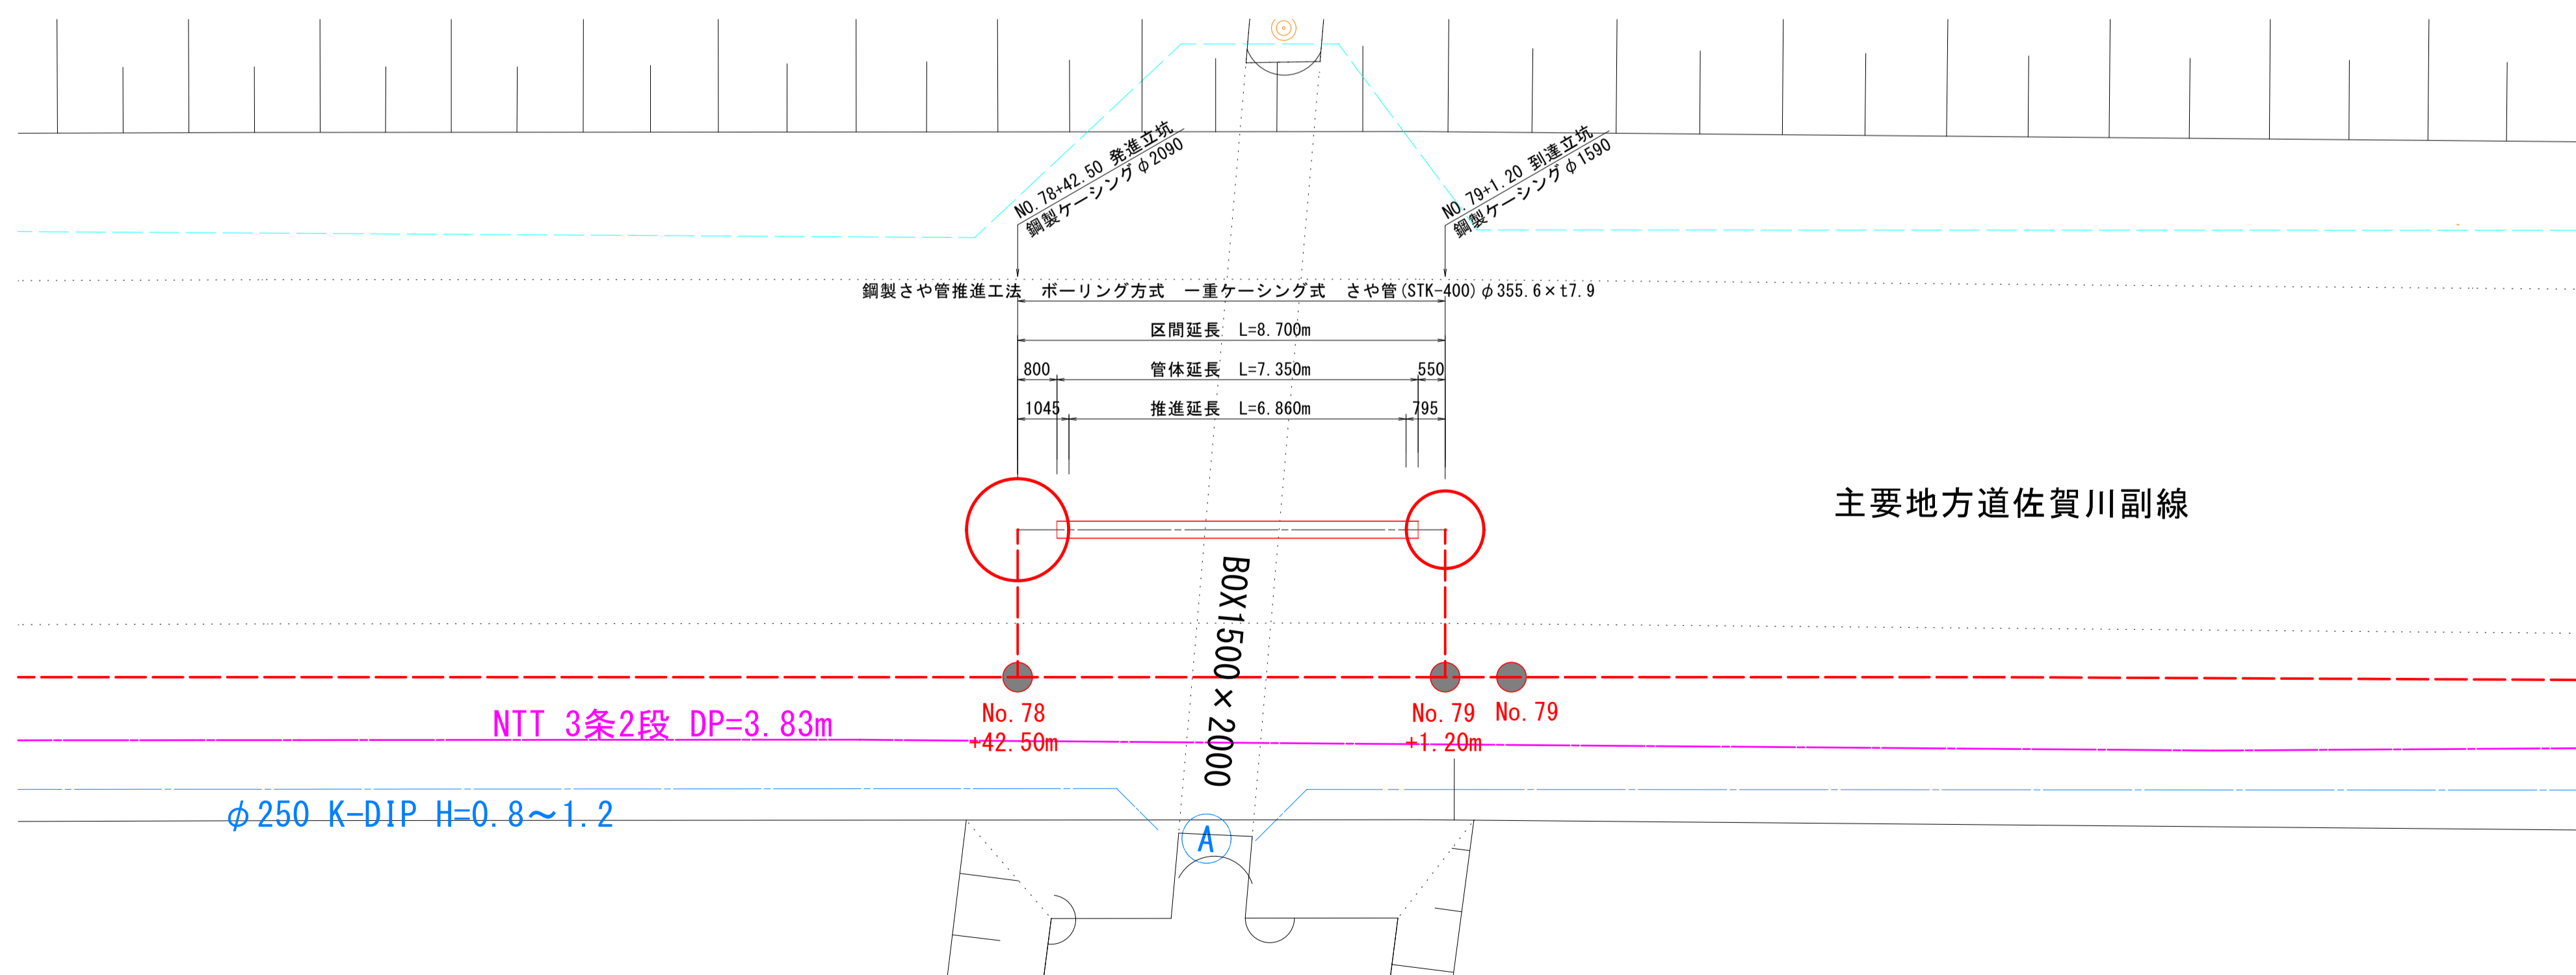 NO.78+42.50 発進立坑
鋼製ケーシングφ2090
NO.79+1.20 到達立坑
鋼製ケーシングφ1590
鋼製さや管推進工法 ボーリング方式 一重ケーシング式 さや管(STK-400)φ355.6×t7.9
区間延長 L=8.700m
800 管体延長 L=7.350m 550
1045 推進延長 L=6.860m 795
主要地方道佐賀川副線
BOX1500×2000
No.78
+42.50m
No.79
+1.20m
No.79
NTT 3条2段 DP=3.83m
φ250 K-DIP H=0.8～1.2
A